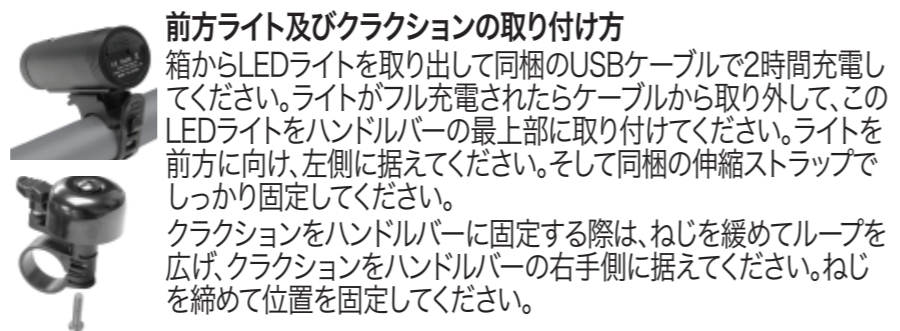 前方ライト及びクラクションの取り付け方
箱からLEDライトを取り出して同梱のUSBケーブルで2時間充電し
てください。ライトがフル充電されたらケーブルから取り外して、この
LEDライトをハンドルバーの最上部に取り付けてください。ライトを
前方に向け、左側に据えてください。そして同梱の伸縮ストラップで
しっかり固定してください。
クラクションをハンドルバーに固定する際は、ねじを緩めてループを
広げ、クラクションをハンドルバーの右手側に据えてください。ねじ
を締めて位置を固定してください。